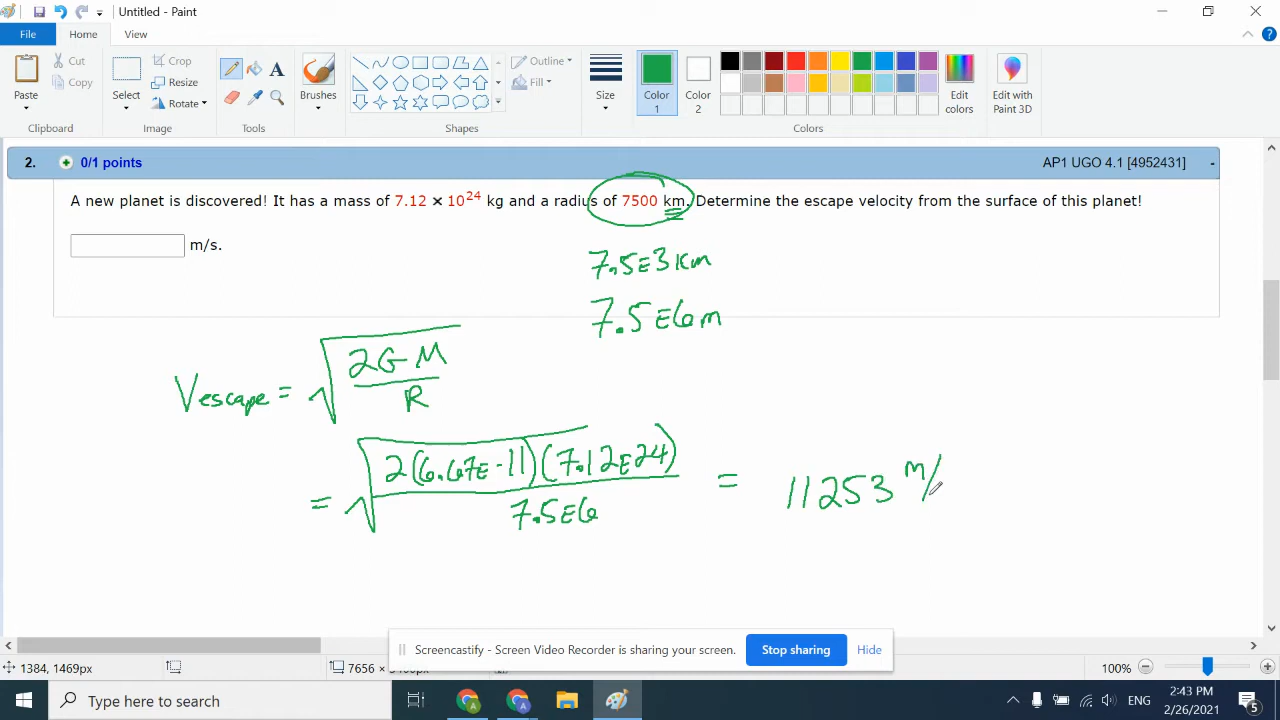 Untitled - Paint
File Home View
Paste
Cut
Copy
Clipboard
Select
Crop
Resize
Rotate
Image
Tools
Brushes
Outline
Fill
Shapes
Size
Color 1
Color 2
Edit colors
Colors
Edit with Paint 3D
2. 0/1 points AP1 UGO 4.1 [4952431] -
A new planet is discovered! It has a mass of 7.12 × 10^24 kg and a radius of 7500 km. Determine the escape velocity from the surface of this planet!
m/s.
7.5E3 Km
7.5E6 m
Vescape = √ 2GM
R
= √ 2(6.67E-11)(7.12E24) = 11253 m/
7.5E6
Screencastify - Screen Video Recorder is sharing your screen. Stop sharing Hide
1384, 1469px 100%
Type here to search
ENG
2:43 PM
2/26/2021
5